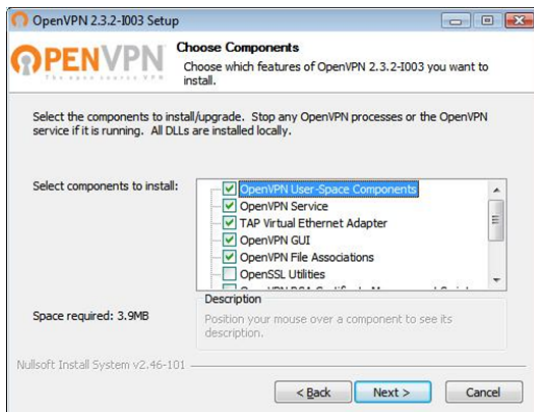 OpenVPN 2.3.2-I003 Setup
OPENVPN
The open source VPN
Choose Components
Choose which features of OpenVPN 2.3.2-I003 you want to
install.
Select the components to install/upgrade. Stop any OpenVPN processes or the OpenVPN
service if it is running. All DLLs are installed locally.
Select components to install:
OpenVPN User-Space Components
OpenVPN Service
TAP Virtual Ethernet Adapter
OpenVPN GUI
OpenVPN File Associations
OpenSSL Utilities
Space required: 3.9MB
Description
Position your mouse over a component to see its
description.
Nullsoft Install System v2.46-101
< Back
Next >
Cancel